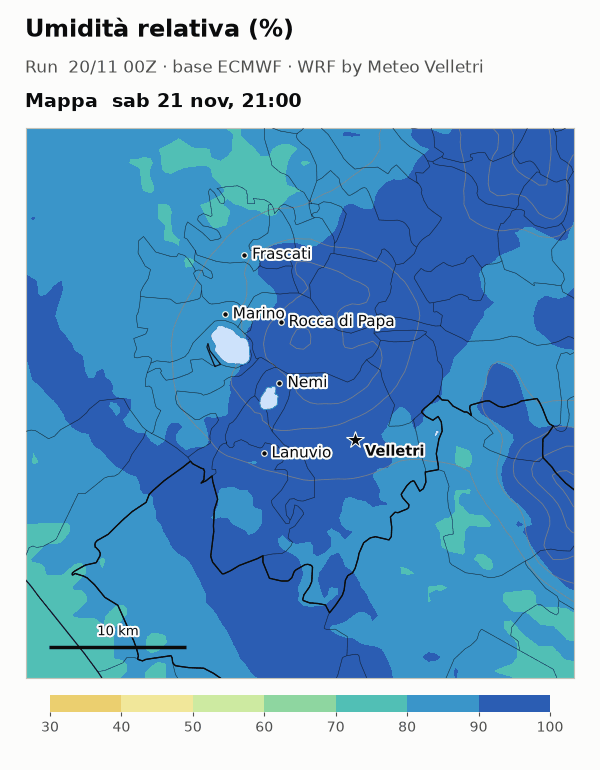 Umidità relativa (%)
Run  20/11 00Z · base ECMWF · WRF by Meteo Velletri
Mappa  sab 21 nov, 21:00
Frascati
Marino
Rocca di Papa
Nemi
Velletri
Lanuvio
10 km
30 40 50 60 70 80 90 100